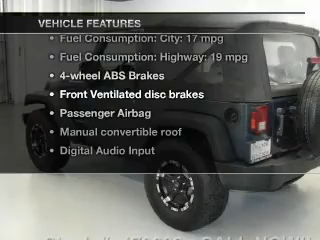 VEHICLE FEATURES
• Fuel Consumption: City: 17 mpg
• Fuel Consumption: Highway: 19 mpg
• 4-wheel ABS Brakes
• Front Ventilated disc brakes
• Passenger Airbag
• Manual convertible roof
• Digital Audio Input